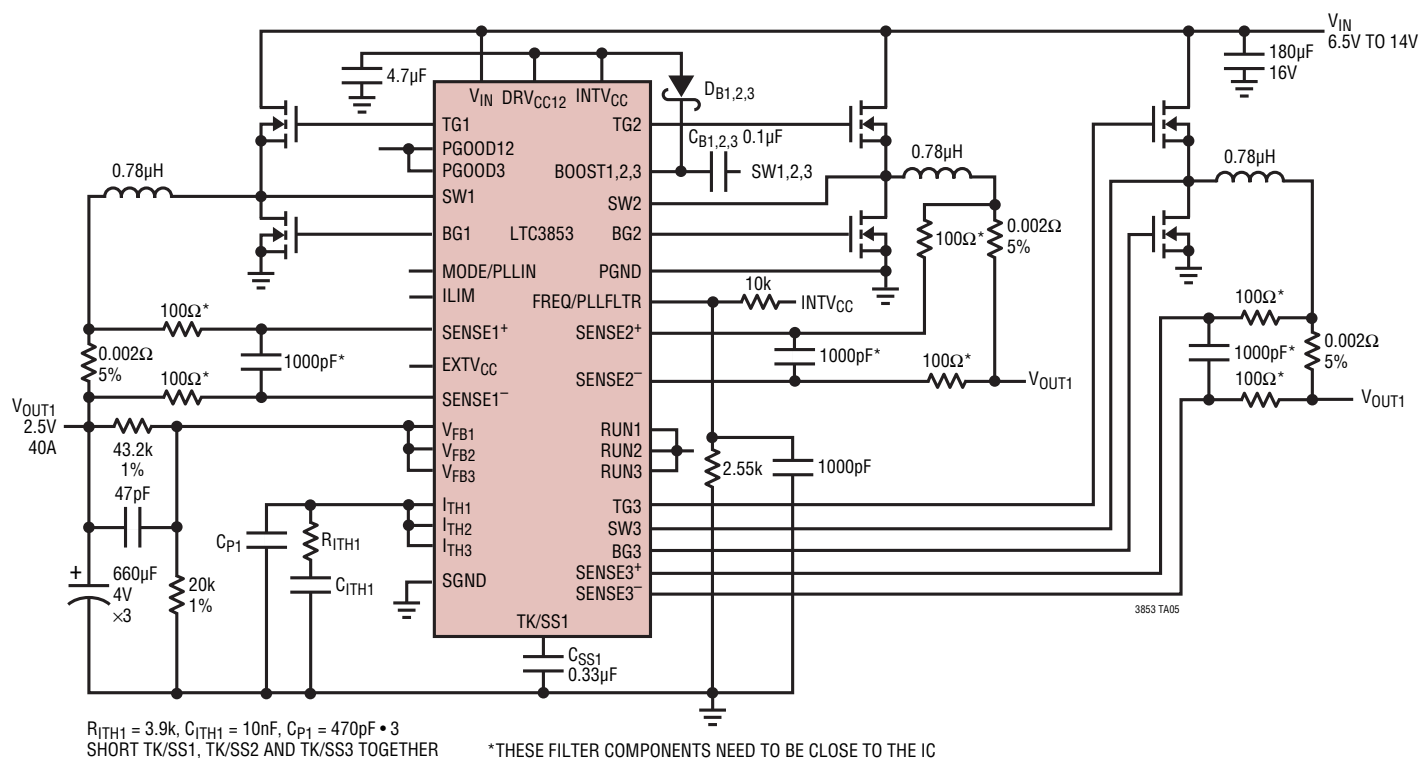 VIN
6.5V TO 14V
180µF
16V
4.7µF
DB1,2,3
VIN DRVCC12 INTVCC
TG1
TG2
CB1,2,3 0.1µF
PGOOD12
PGOOD3
BOOST1,2,3
SW1,2,3
0.78µH
0.78µH
0.78µH
SW1
SW2
BG1
LTC3853
BG2
100Ω*
0.002Ω
5%
MODE/PLLIN
PGND
ILIM
FREQ/PLLFLTR
10k
INTVCC
100Ω*
100Ω*
SENSE1+
SENSE2+
0.002Ω
5%
1000pF*
EXTVCC
1000pF*
1000pF*
0.002Ω
5%
100Ω*
SENSE1–
SENSE2–
100Ω*
VOUT1
100Ω*
VOUT1
VOUT1
2.5V
40A
43.2k
1%
VFB1
VFB2
VFB3
RUN1
RUN2
RUN3
2.55k
1000pF
47pF
ITH1
ITH2
ITH3
TG3
SW3
BG3
CP1
RITH1
CITH1
SENSE3+
SENSE3–
SGND
+
660µF
4V
×3
20k
1%
3853 TA05
TK/SS1
CSS1
0.33µF
RITH1 = 3.9k, CITH1 = 10nF, CP1 = 470pF • 3
SHORT TK/SS1, TK/SS2 AND TK/SS3 TOGETHER
*THESE FILTER COMPONENTS NEED TO BE CLOSE TO THE IC